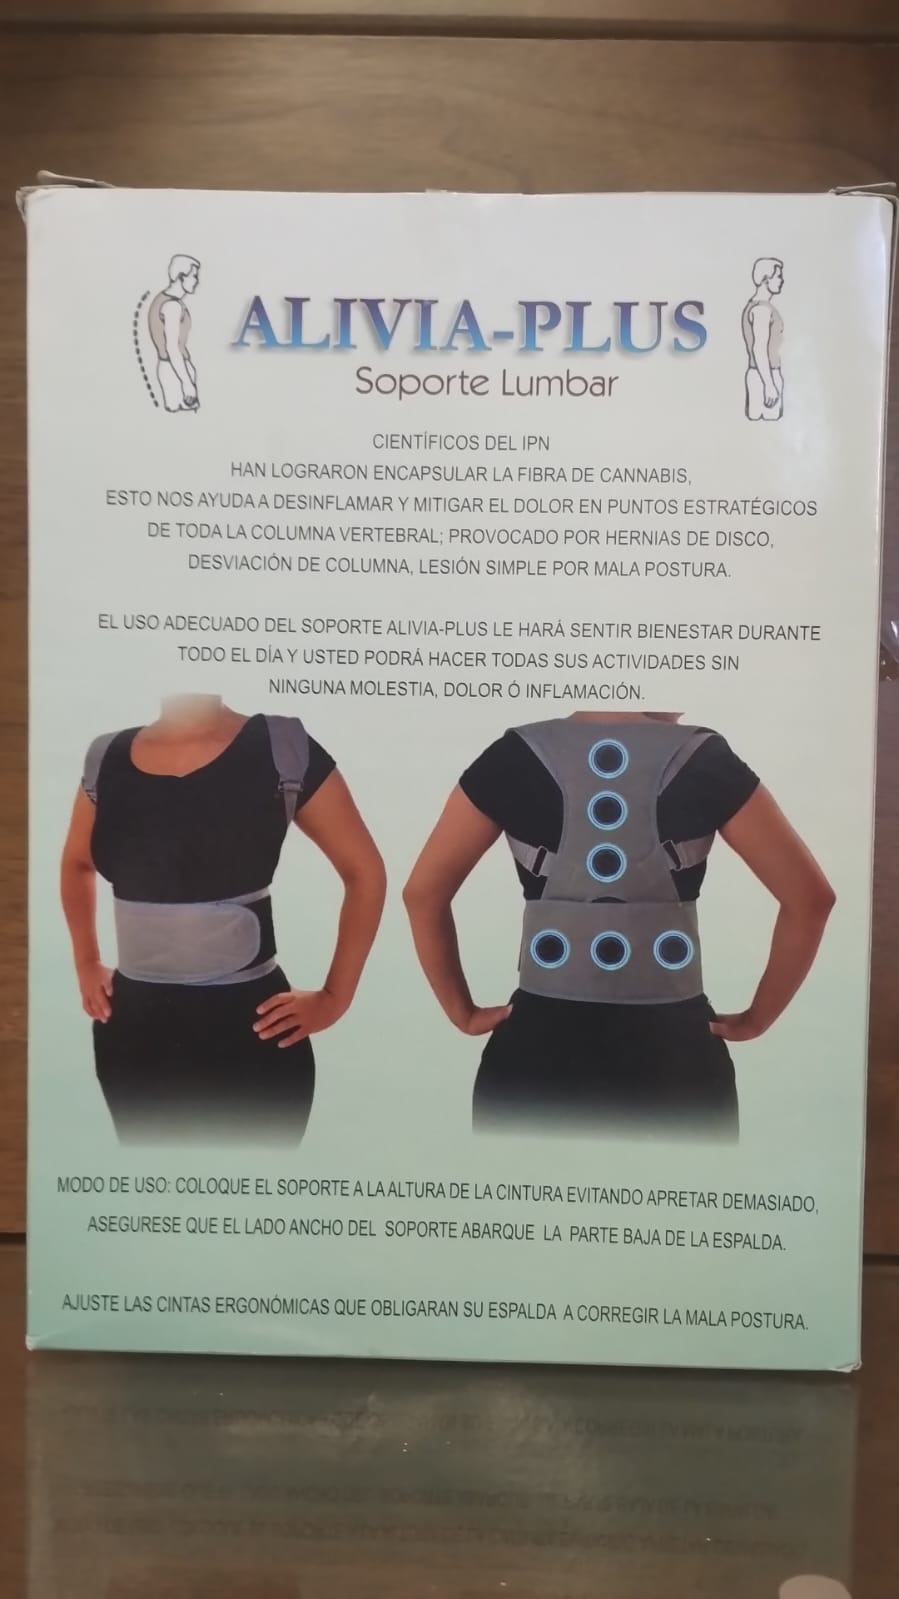 ALIVIA-PLUS
Soporte Lumbar
CIENTÍFICOS DEL IPN
HAN LOGRARON ENCAPSULAR LA FIBRA DE CANNABIS,
ESTO NOS AYUDA A DESINFLAMAR Y MITIGAR EL DOLOR EN PUNTOS ESTRATÉGICOS
DE TODA LA COLUMNA VERTEBRAL; PROVOCADO POR HERNIAS DE DISCO,
DESVIACIÓN DE COLUMNA, LESIÓN SIMPLE POR MALA POSTURA.
EL USO ADECUADO DEL SOPORTE ALIVIA-PLUS LE HARÁ SENTIR BIENESTAR DURANTE
TODO EL DÍA Y USTED PODRÁ HACER TODAS SUS ACTIVIDADES SIN
NINGUNA MOLESTIA, DOLOR Ó INFLAMACIÓN.
MODO DE USO: COLOQUE EL SOPORTE A LA ALTURA DE LA CINTURA EVITANDO APRETAR DEMASIADO,
ASEGURESE QUE EL LADO ANCHO DEL SOPORTE ABARQUE LA PARTE BAJA DE LA ESPALDA.
AJUSTE LAS CINTAS ERGONÓMICAS QUE OBLIGARAN SU ESPALDA A CORREGIR LA MALA POSTURA.